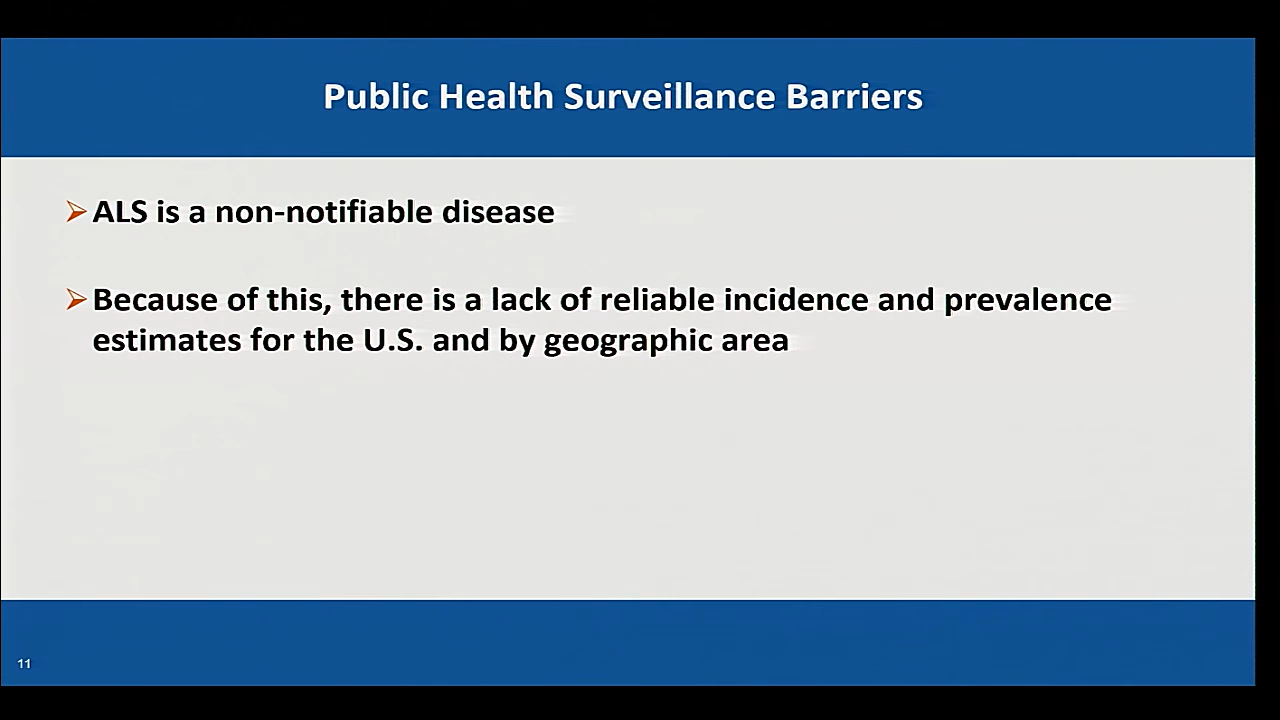 Public Health Surveillance Barriers
ALS is a non-notifiable disease
Because of this, there is a lack of reliable incidence and prevalence
estimates for the U.S. and by geographic area
11